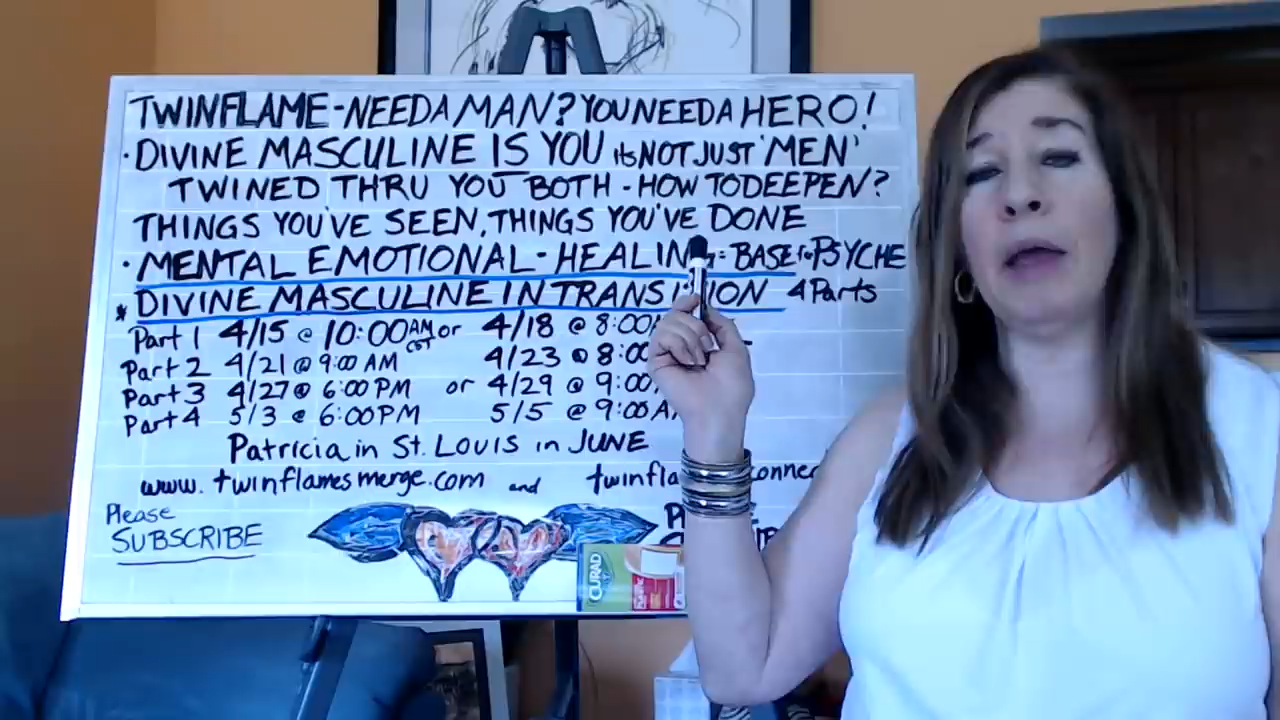 TWINFLAME-NEED A MAN? YOU NEED A HERO!
• DIVINE MASCULINE IS YOU its NOT JUST 'MEN'
TWINED THRU YOU BOTH - HOW TO DEEPEN?
THINGS YOU'VE SEEN, THINGS YOU'VE DONE
• MENTAL EMOTIONAL - HEALING = BASE PSYCHE
* DIVINE MASCULINE IN TRANSITION 4 Parts
Part 1 4/15 @ 10:00 AM CST or 4/18 @ 8:00
Part 2 4/21 @ 9:00 AM 4/23 @ 8:00
Part 3 4/27 @ 6:00 PM or 4/29 @ 9:00
Part 4 5/3 @ 6:00 PM 5/5 @ 9:00 A
Patricia in St. Louis in JUNE
www.twinflamesmerge.com and twinfla connec
Please
SUBSCRIBE
CURAD